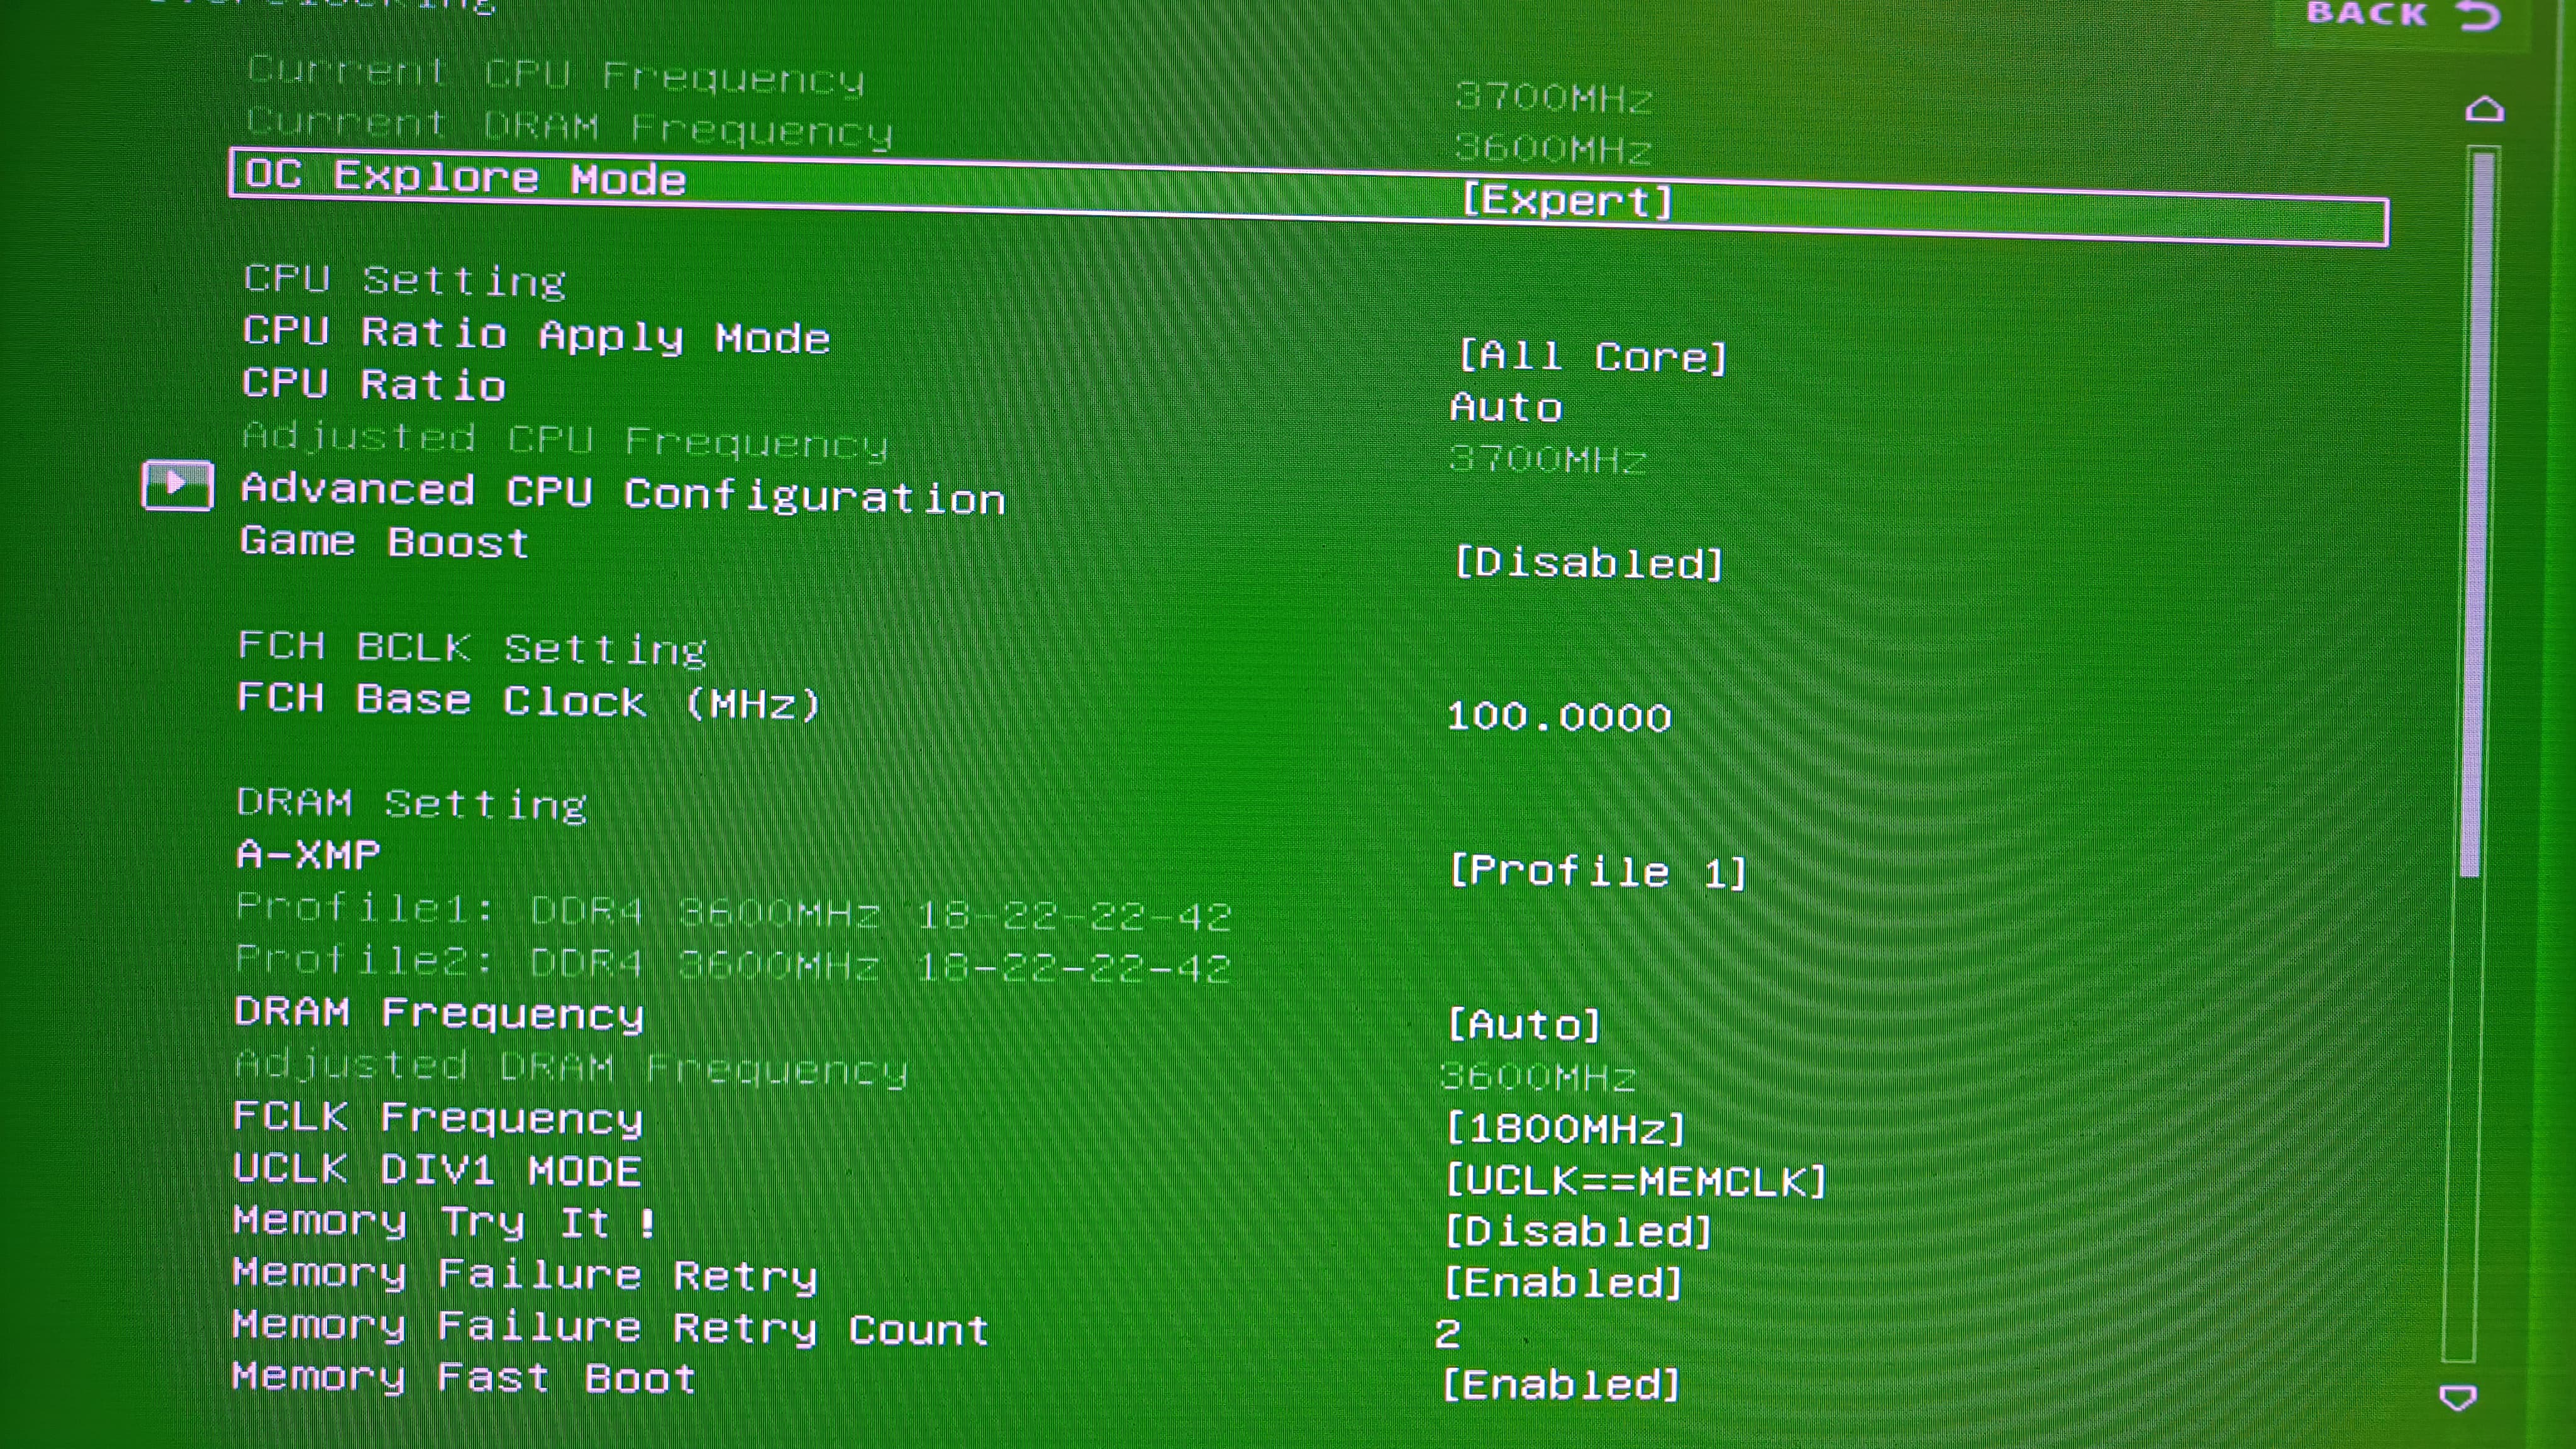 BACK
Current CPU Frequency 3700MHz
Current DRAM Frequency 3600MHz
OC Explore Mode [Expert]
CPU Setting
CPU Ratio Apply Mode [All Core]
CPU Ratio Auto
Adjusted CPU Frequency 3700MHz
Advanced CPU Configuration
Game Boost [Disabled]
FCH BCLK Setting
FCH Base Clock (MHz) 100.0000
DRAM Setting
A-XMP [Profile 1]
Profile1: DDR4 3600MHz 18-22-22-42
Profile2: DDR4 3600MHz 18-22-22-42
DRAM Frequency [Auto]
Adjusted DRAM Frequency 3600MHz
FCLK Frequency [1800MHz]
UCLK DIV1 MODE [UCLK==MEMCLK]
Memory Try It ! [Disabled]
Memory Failure Retry [Enabled]
Memory Failure Retry Count 2
Memory Fast Boot [Enabled]